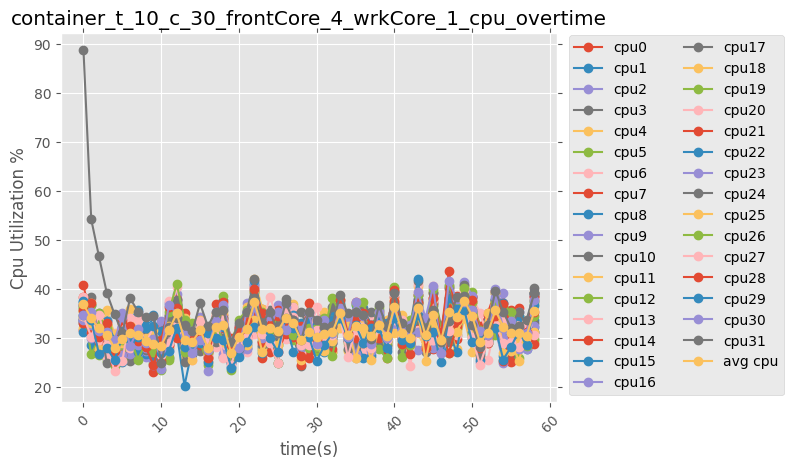 container_t_10_c_30_frontCore_4_wrkCore_1_cpu_overtime
Cpu Utilization %
90
80
70
60
50
40
30
20
0
10
20
30
40
50
60
time(s)
cpu0
cpu1
cpu2
cpu3
cpu4
cpu5
cpu6
cpu7
cpu8
cpu9
cpu10
cpu11
cpu12
cpu13
cpu14
cpu15
cpu16
cpu17
cpu18
cpu19
cpu20
cpu21
cpu22
cpu23
cpu24
cpu25
cpu26
cpu27
cpu28
cpu29
cpu30
cpu31
avg cpu